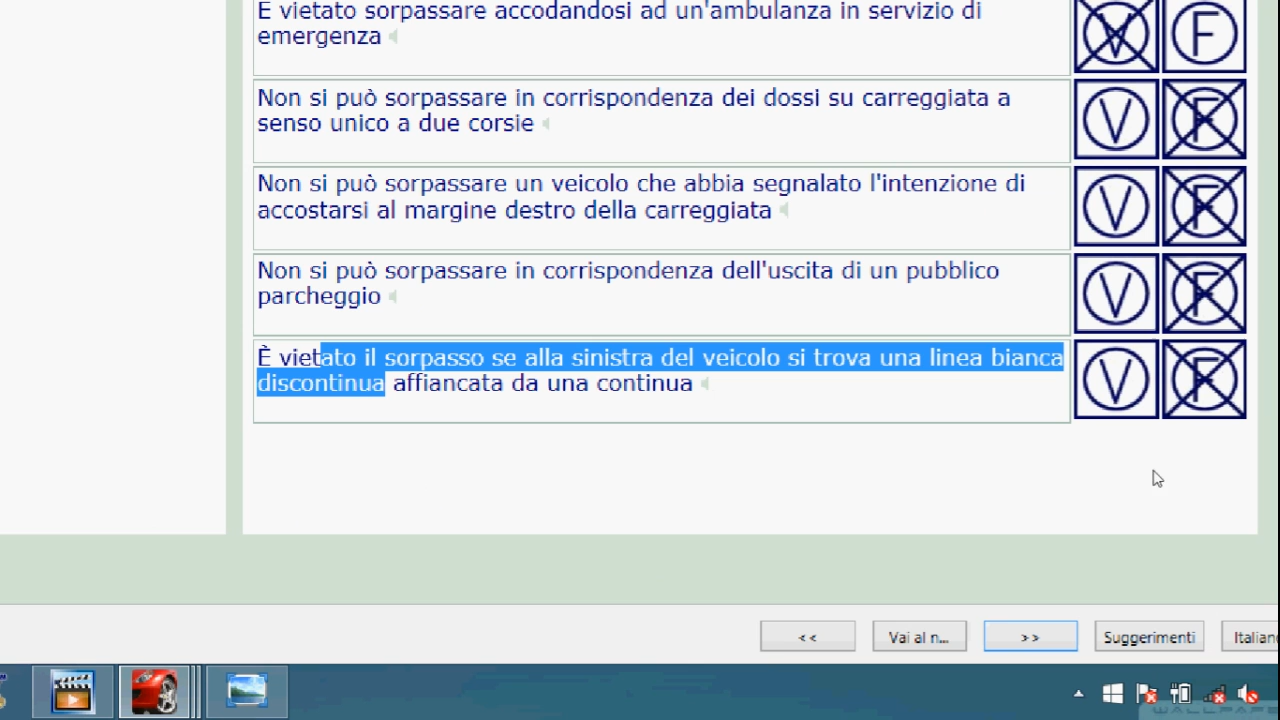 È vietato sorpassare accodandosi ad un'ambulanza in servizio di
emergenza
V F
Non si può sorpassare in corrispondenza dei dossi su carreggiata a
senso unico a due corsie
V F
Non si può sorpassare un veicolo che abbia segnalato l'intenzione di
accostarsi al margine destro della carreggiata
V F
Non si può sorpassare in corrispondenza dell'uscita di un pubblico
parcheggio
V F
È vietato il sorpasso se alla sinistra del veicolo si trova una linea bianca
discontinua affiancata da una continua
V F
<< Vai al n... >> Suggerimenti Italiano